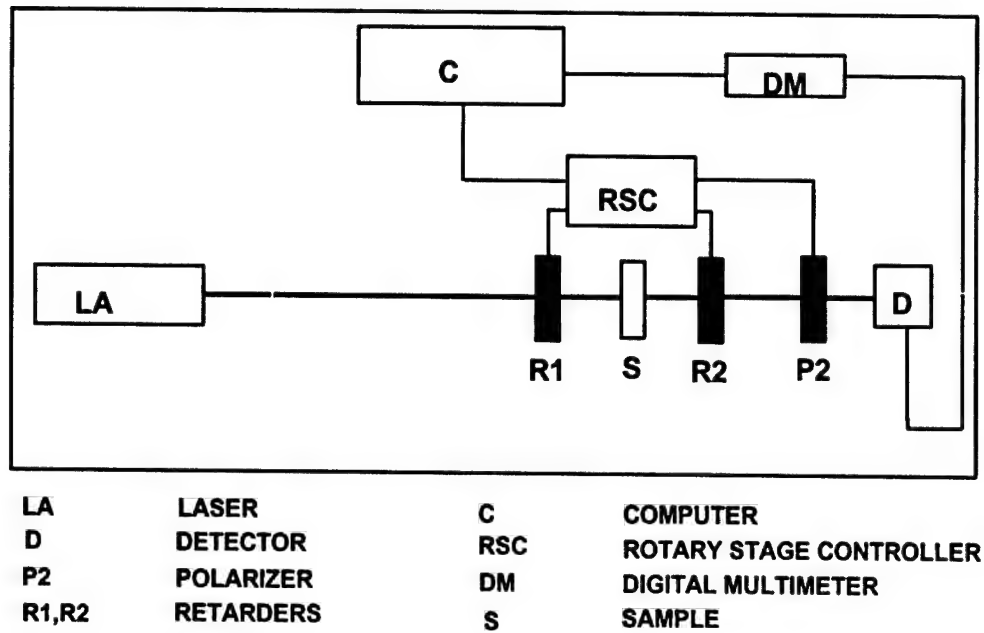 C
DM
RSC
LA
D
R1
S
R2
P2
LA LASER
D DETECTOR
P2 POLARIZER
R1,R2 RETARDERS
C COMPUTER
RSC ROTARY STAGE CONTROLLER
DM DIGITAL MULTIMETER
S SAMPLE